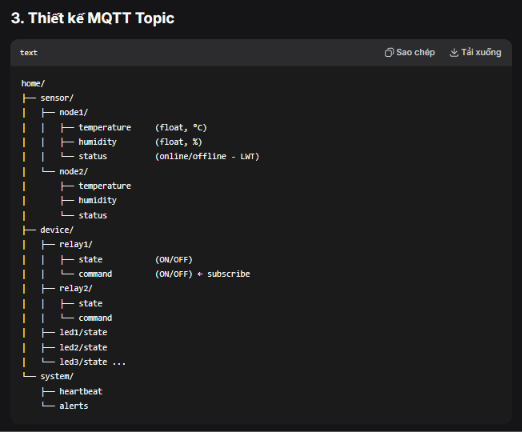 3. Thiết kế MQTT Topic
text Sao chép Tải xuống
home/
├── sensor/
│   ├── node1/
│   │   ├── temperature     (float, °C)
│   │   ├── humidity        (float, %)
│   │   └── status          (online/offline - LWT)
│   └── node2/
│       ├── temperature
│       ├── humidity
│       └── status
├── device/
│   ├── relay1/
│   │   ├── state           (ON/OFF)
│   │   └── command         (ON/OFF) ← subscribe
│   ├── relay2/
│   │   ├── state
│   │   └── command
│   ├── led1/state
│   ├── led2/state
│   └── led3/state ...
└── system/
    ├── heartbeat
    └── alerts